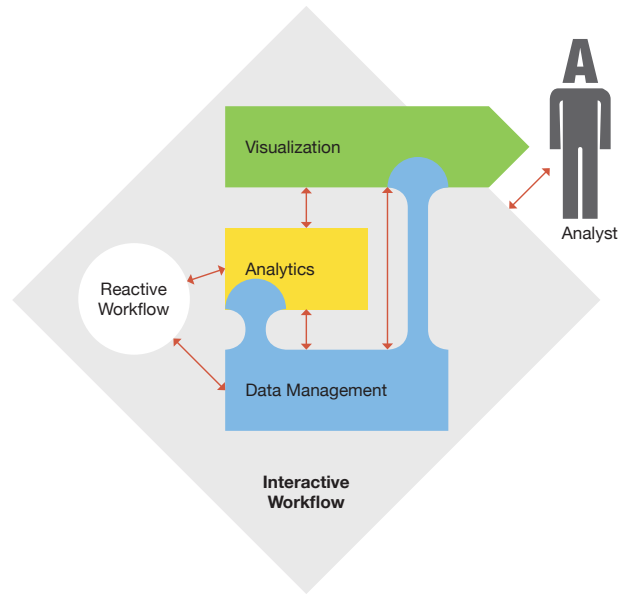 A
Visualization
Analyst
Analytics
Reactive
Workflow
Data Management
Interactive
Workflow